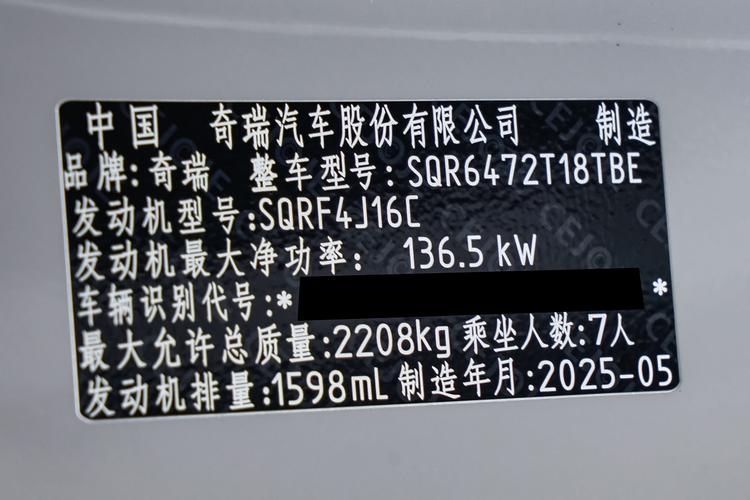 中国 奇瑞汽车股份有限公司 制造
品牌:奇瑞 整车型号:SQR6472T18TBE
发动机型号:SQRF4J16C
发动机最大净功率: 136.5 kW
车辆识别代号:* *
最大允许总质量:2208kg 乘坐人数:7人
发动机排量:1598mL 制造年月:2025-05